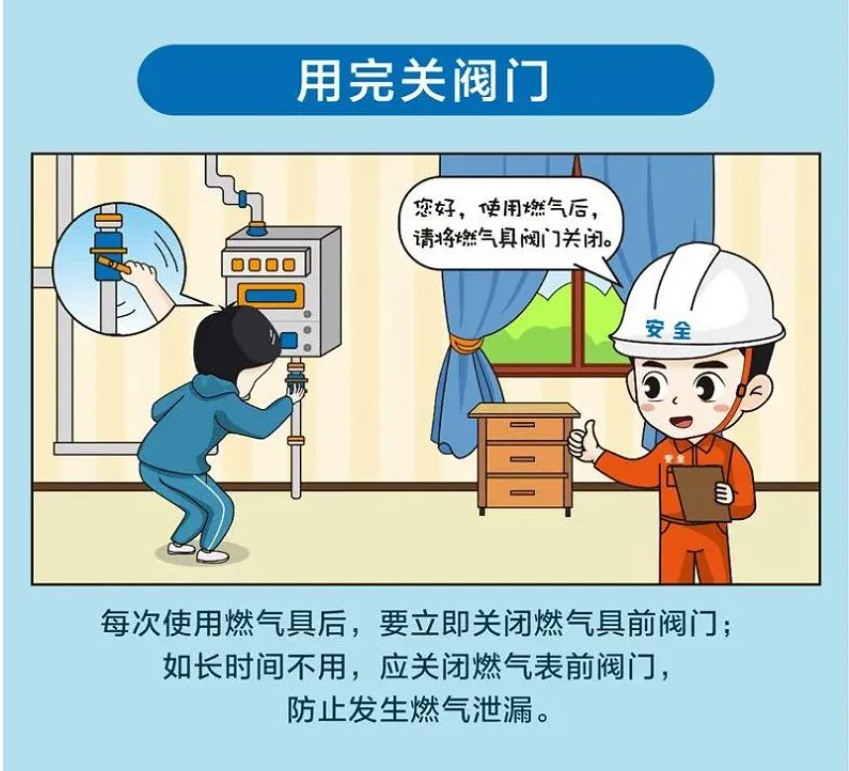 用完关阀门
您好，使用燃气后，
请将燃气具阀门关闭。
安全
安全
每次使用燃气具后，要立即关闭燃气具前阀门；
如长时间不用，应关闭燃气表前阀门，
防止发生燃气泄漏。